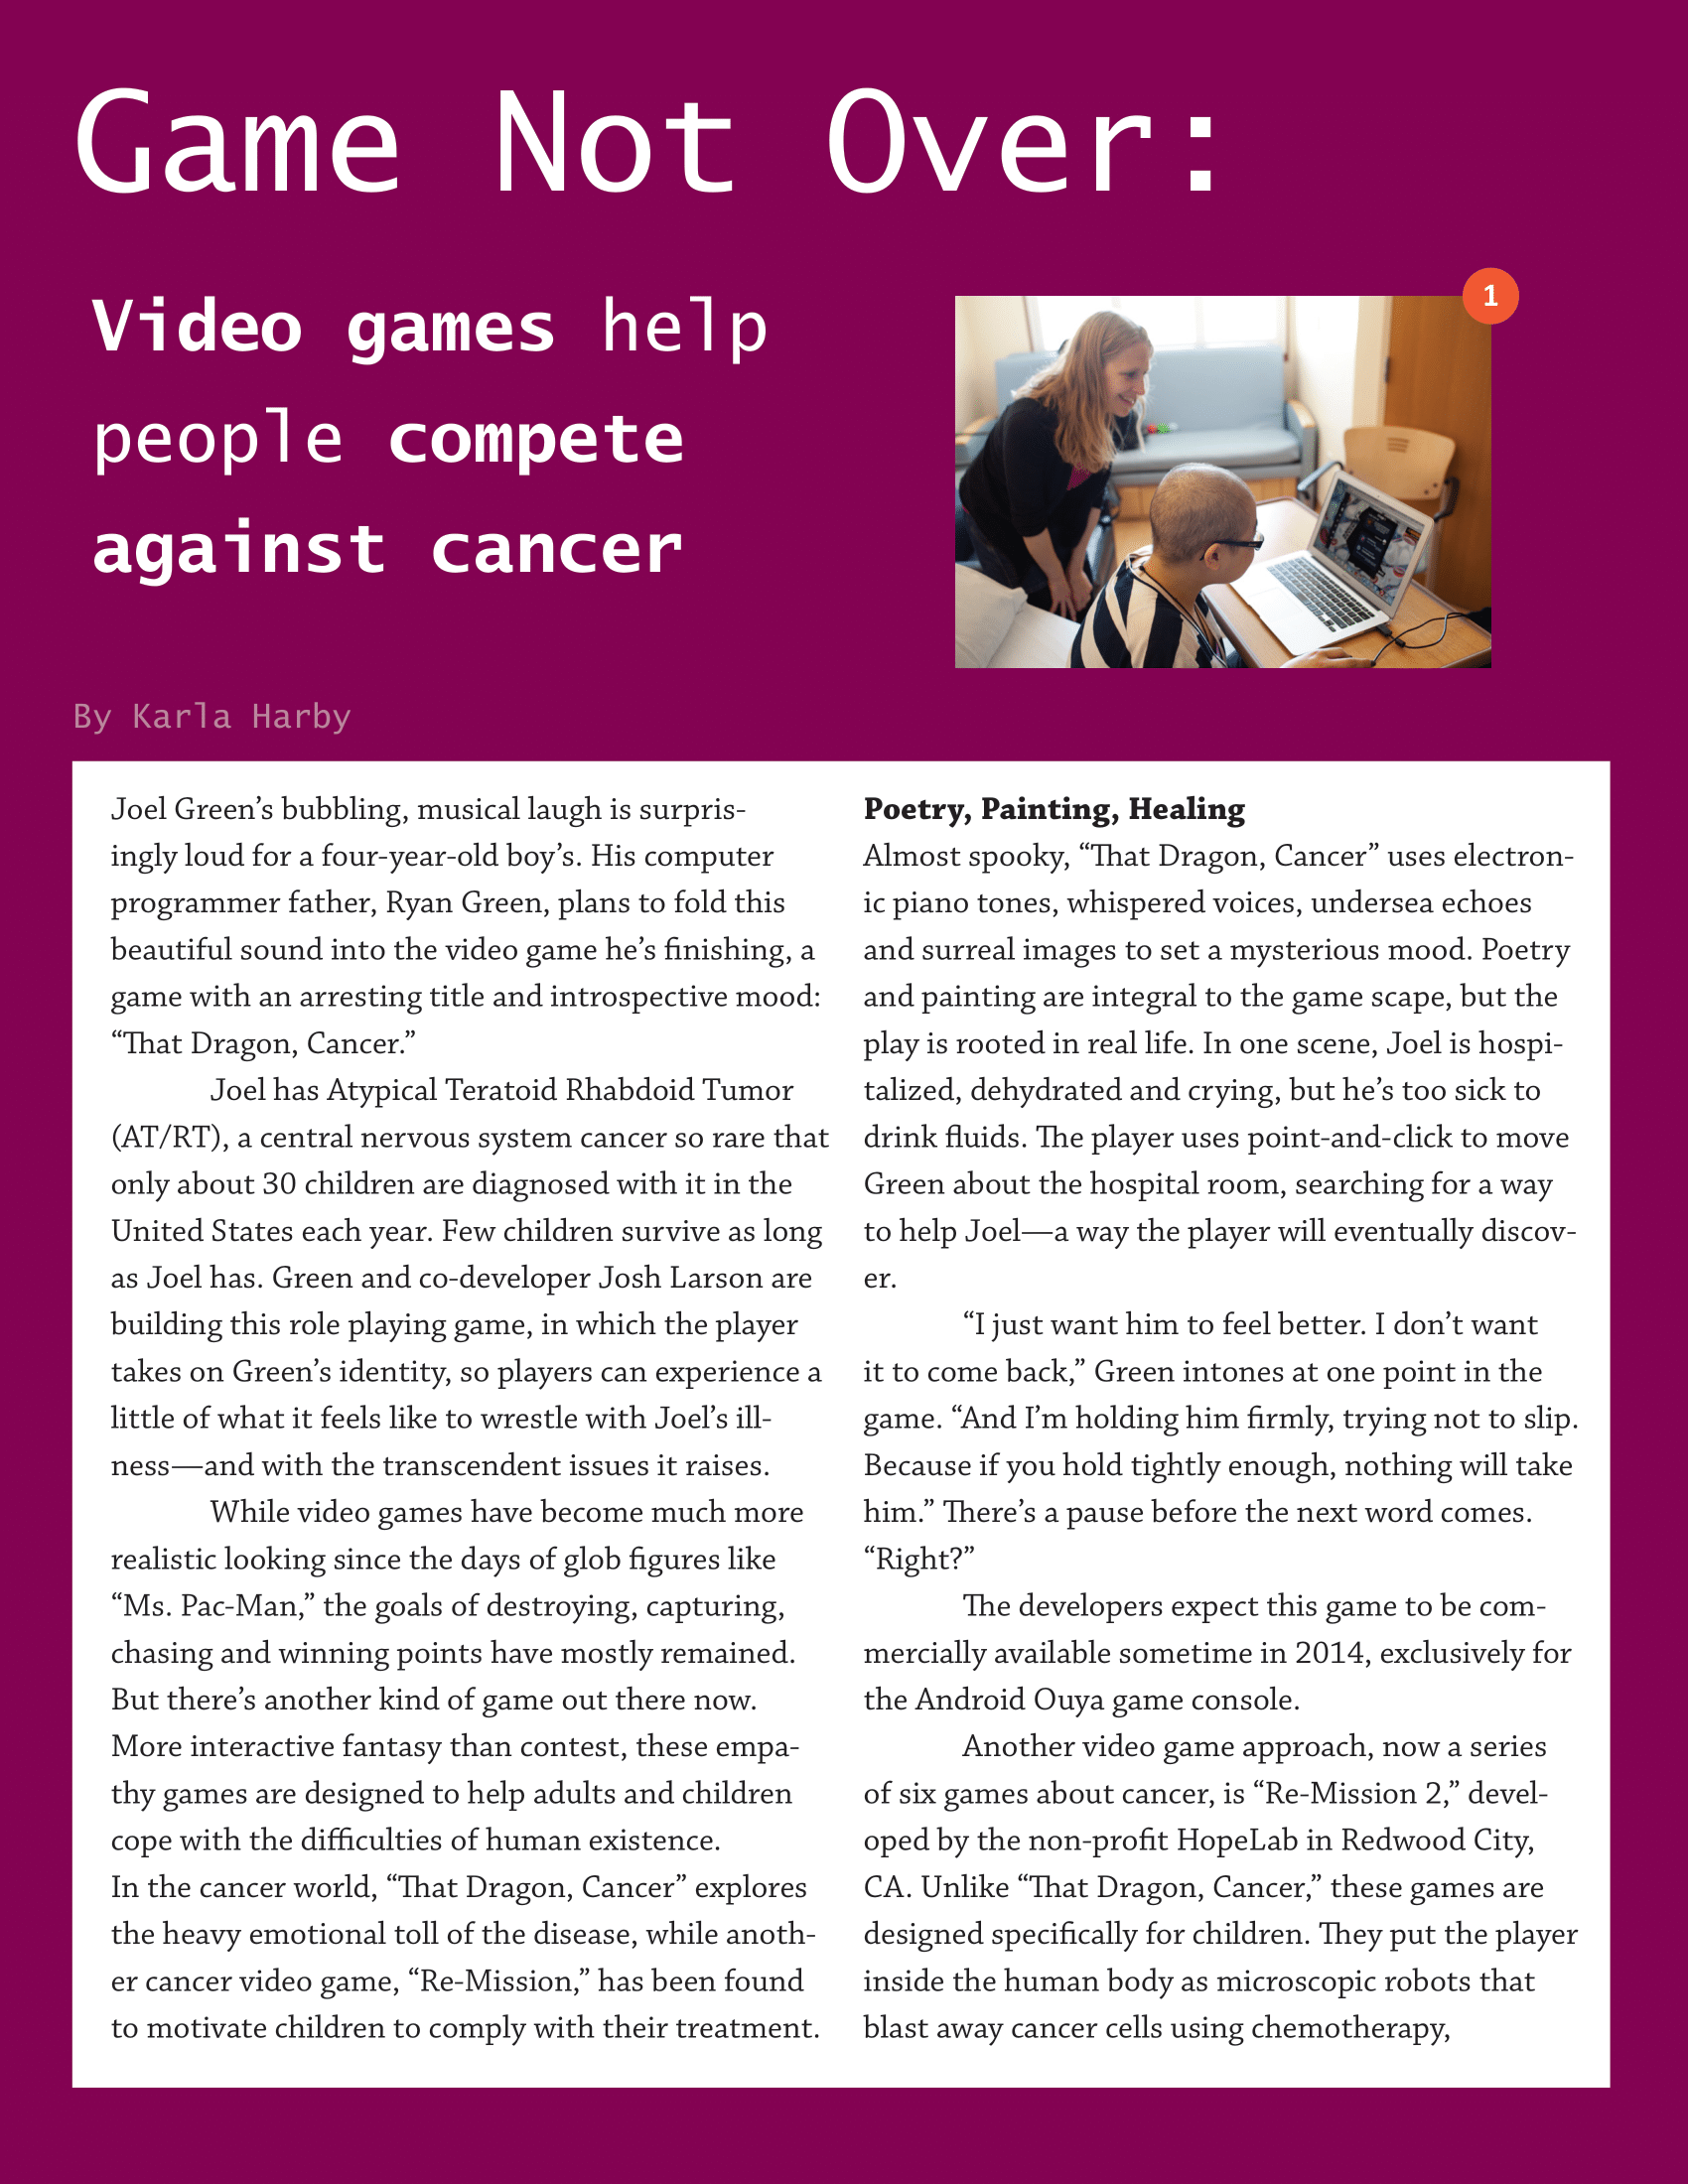 Game Not Over:
Video games help
people compete
against cancer
1
By Karla Harby
Joel Green’s bubbling, musical laugh is surpris-
ingly loud for a four-year-old boy’s. His computer
programmer father, Ryan Green, plans to fold this
beautiful sound into the video game he’s finishing, a
game with an arresting title and introspective mood:
“That Dragon, Cancer.”
Joel has Atypical Teratoid Rhabdoid Tumor
(AT/RT), a central nervous system cancer so rare that
only about 30 children are diagnosed with it in the
United States each year. Few children survive as long
as Joel has. Green and co-developer Josh Larson are
building this role playing game, in which the player
takes on Green’s identity, so players can experience a
little of what it feels like to wrestle with Joel’s ill-
ness—and with the transcendent issues it raises.
While video games have become much more
realistic looking since the days of glob figures like
“Ms. Pac-Man,” the goals of destroying, capturing,
chasing and winning points have mostly remained.
But there’s another kind of game out there now.
More interactive fantasy than contest, these empa-
thy games are designed to help adults and children
cope with the difficulties of human existence.
In the cancer world, “That Dragon, Cancer” explores
the heavy emotional toll of the disease, while anoth-
er cancer video game, “Re-Mission,” has been found
to motivate children to comply with their treatment.
Poetry, Painting, Healing
Almost spooky, “That Dragon, Cancer” uses electron-
ic piano tones, whispered voices, undersea echoes
and surreal images to set a mysterious mood. Poetry
and painting are integral to the game scape, but the
play is rooted in real life. In one scene, Joel is hospi-
talized, dehydrated and crying, but he’s too sick to
drink fluids. The player uses point-and-click to move
Green about the hospital room, searching for a way
to help Joel—a way the player will eventually discov-
er.
“I just want him to feel better. I don’t want
it to come back,” Green intones at one point in the
game. “And I’m holding him firmly, trying not to slip.
Because if you hold tightly enough, nothing will take
him.” There’s a pause before the next word comes.
“Right?”
The developers expect this game to be com-
mercially available sometime in 2014, exclusively for
the Android Ouya game console.
Another video game approach, now a series
of six games about cancer, is “Re-Mission 2,” devel-
oped by the non-profit HopeLab in Redwood City,
CA. Unlike “That Dragon, Cancer,” these games are
designed specifically for children. They put the player
inside the human body as microscopic robots that
blast away cancer cells using chemotherapy,